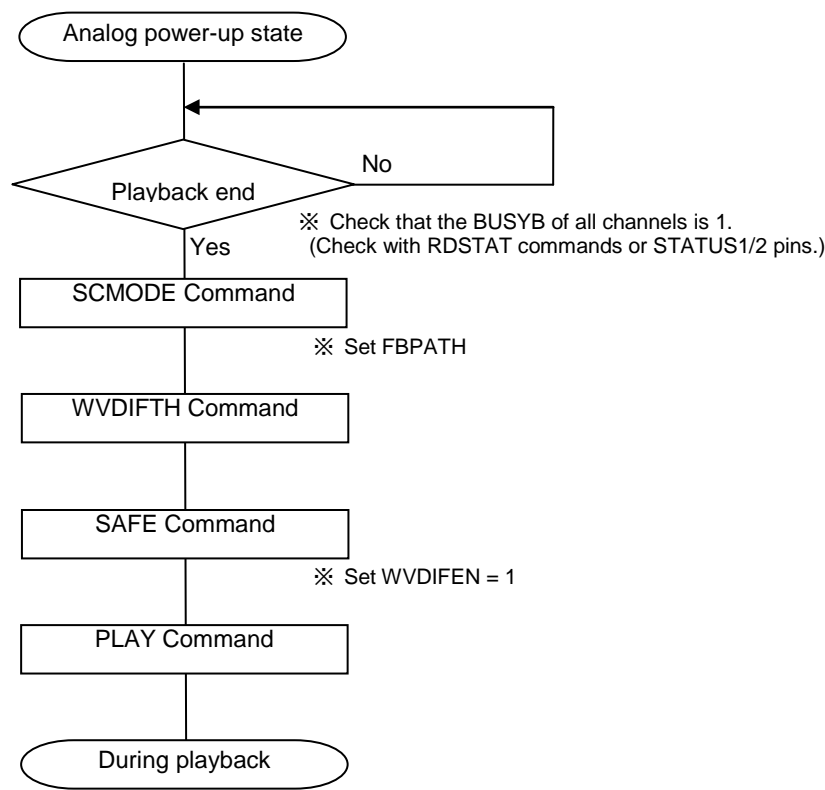 Analog power-up state
No
Playback end
※ Check that the BUSYB of all channels is 1.
(Check with RDSTAT commands or STATUS1/2 pins.)
Yes
SCMODE Command
※ Set FBPATH
WVDIFTH Command
SAFE Command
※ Set WVDIFEN = 1
PLAY Command
During playback